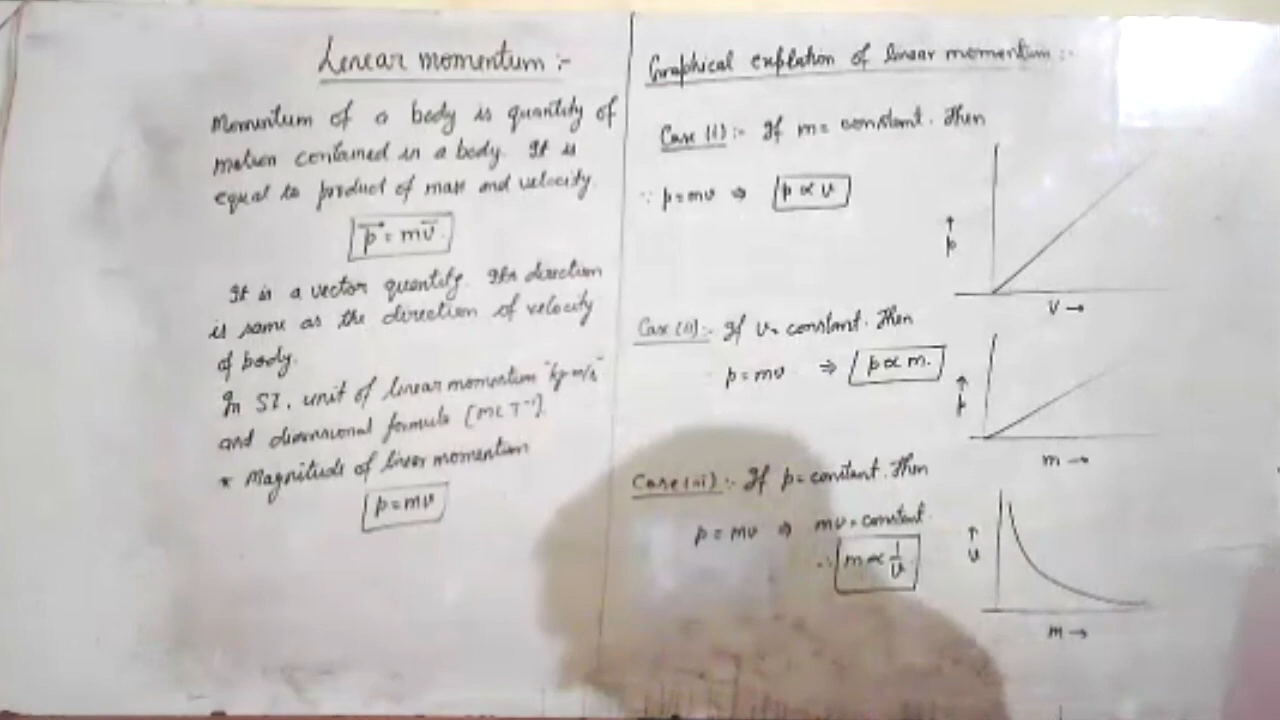 Linear momentum :-
Momentum of a body is quantity of
motion contained in a body. It is
equal to product of mass and velocity.
p⃗ = mv⃗
It is a vector quantity. Its direction
is same as the direction of velocity
of body.
In SI, unit of linear momentum "kg m/s"
and dimensional formula [MLT⁻¹].
* Magnitude of linear momentum
p = mv
Graphical explation of linear momentum :-
Case (i) :- If m = constant. Then
∵ p = mv ⇒ p ∝ v
↑
p
v →
Case (ii) :- If v = constant. Then
p = mv ⇒ p ∝ m.
↑
p
m →
Case (iii) :- If p = constant. Then
p = mv ⇒ mv = constant.
∴ m ∝ 1/v
↑
v
m →